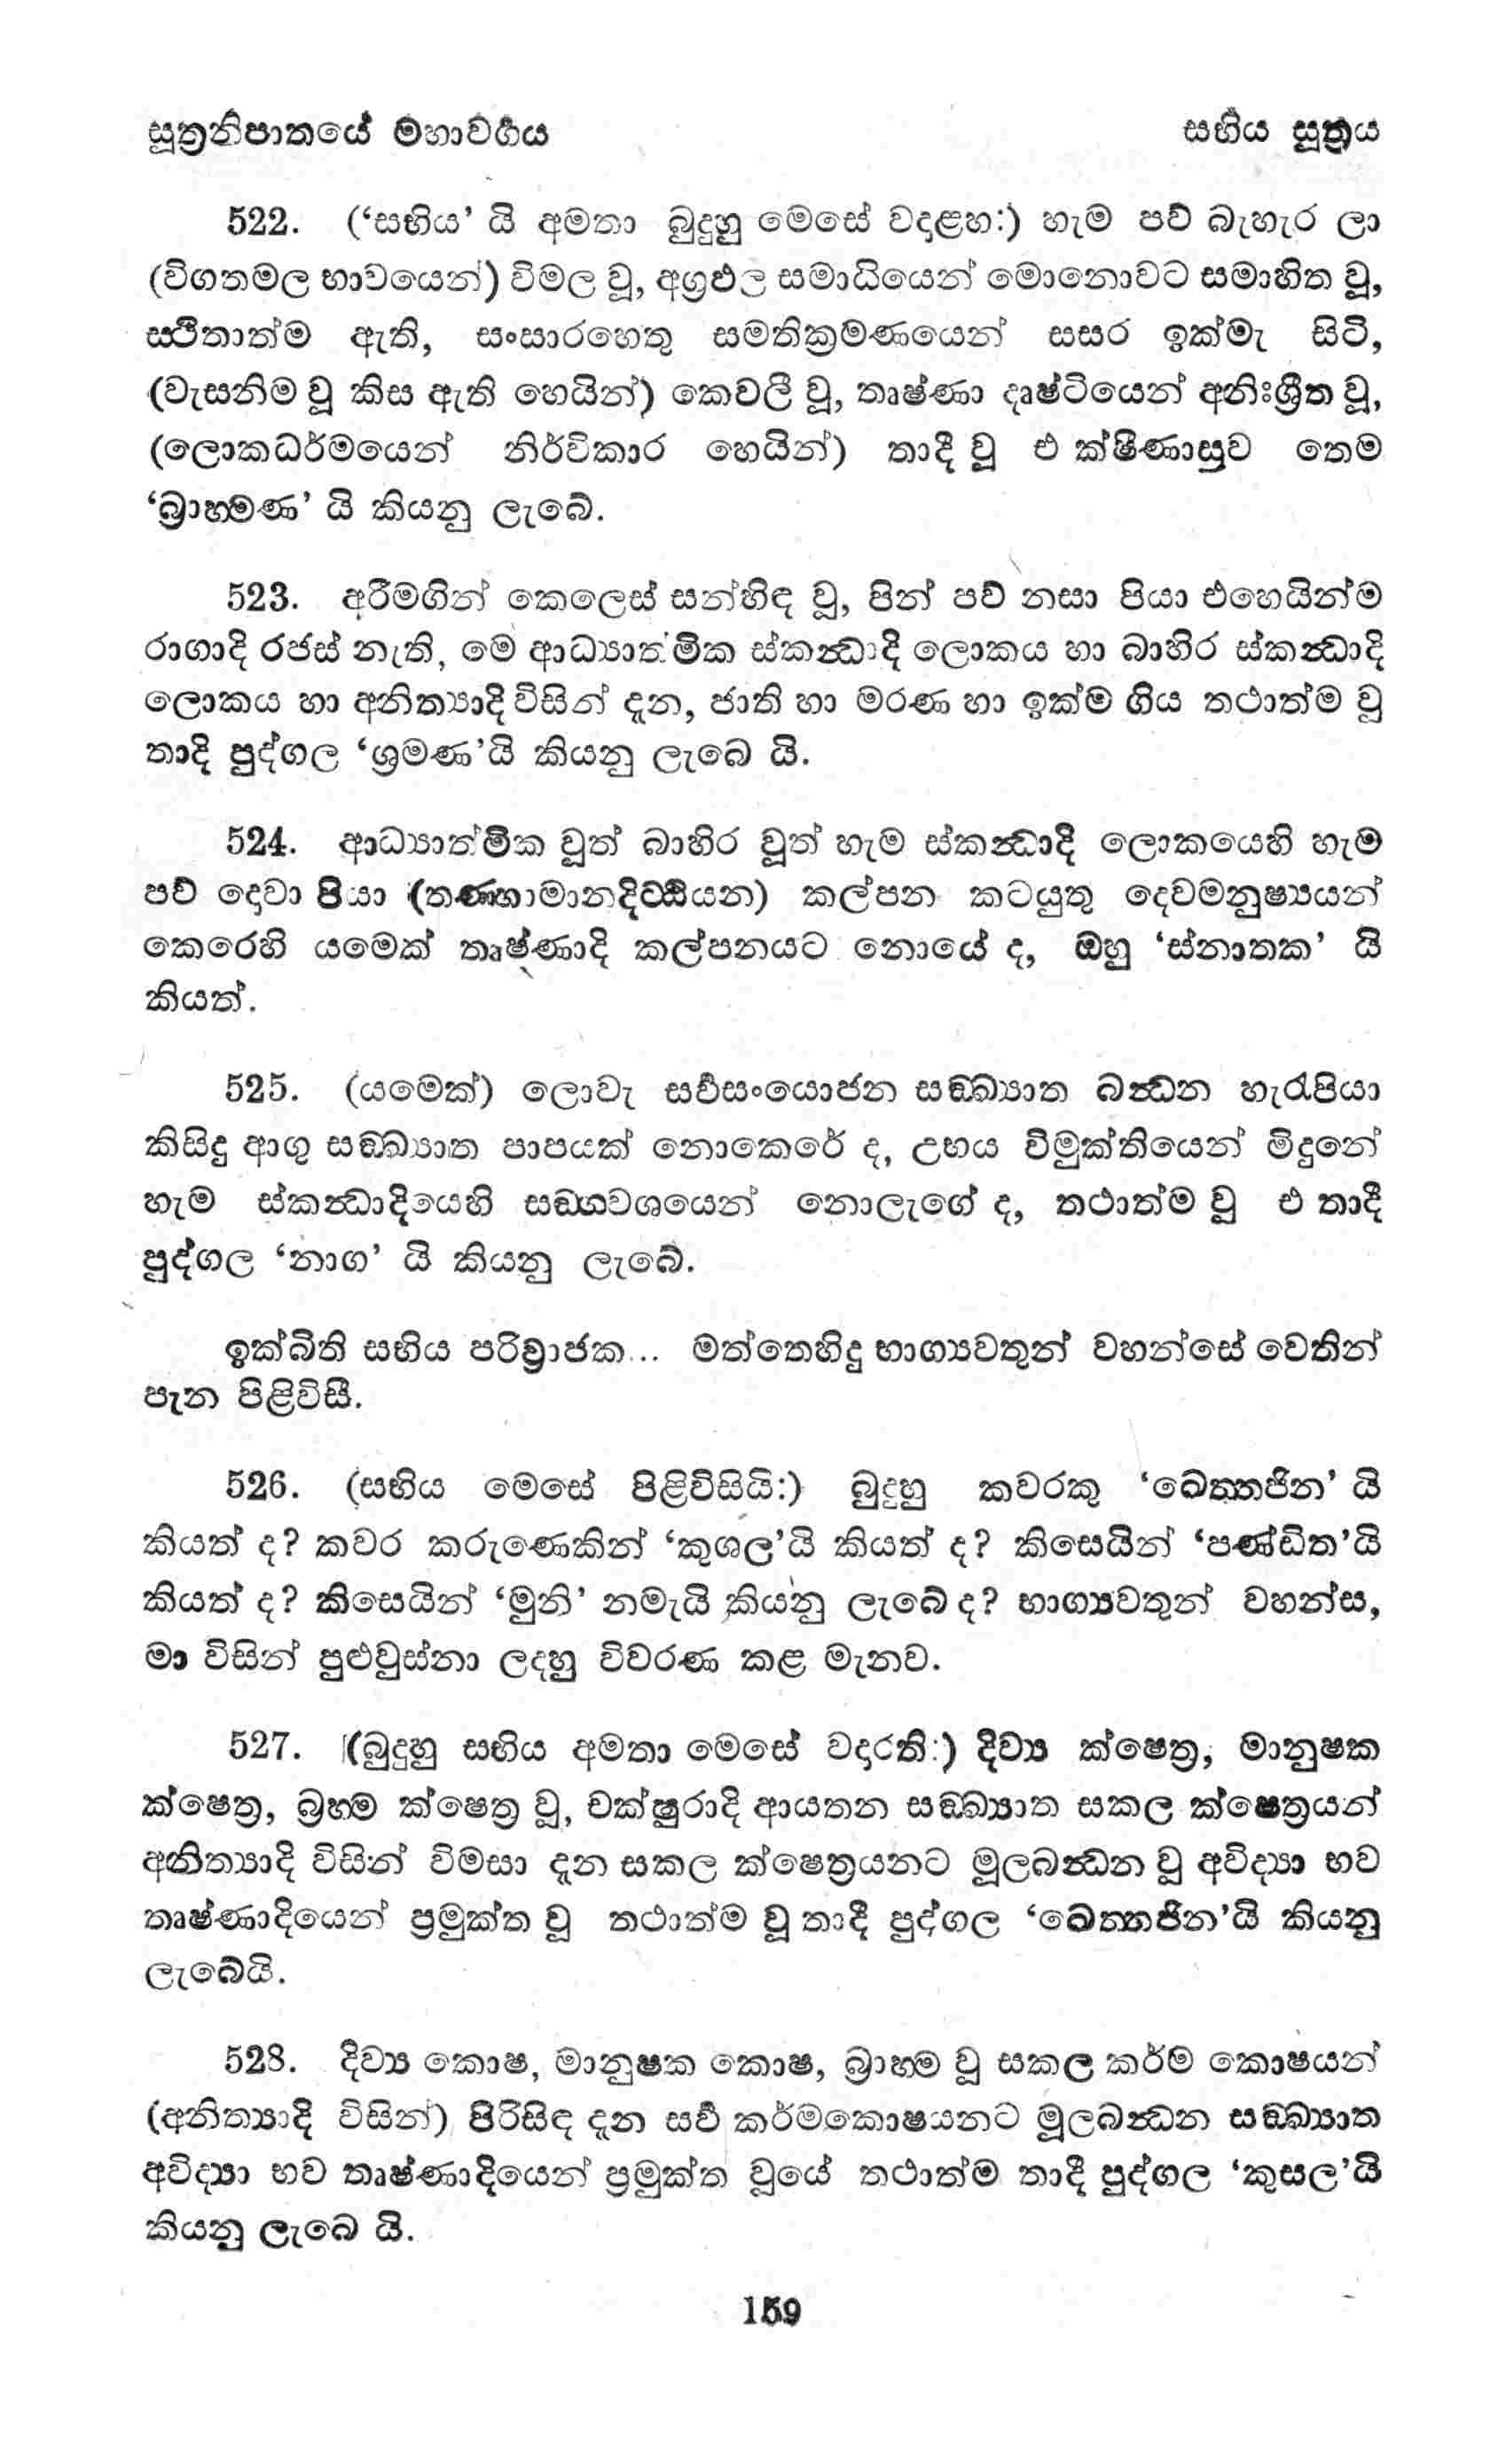 සූත්‍රනිපාතයේ මහාවර්‍ගය
සභිය සූත්‍රය
522. (‘සභිය’ යි අමතා බුදුහු මෙසේ වදාළහ:) හැම පව් බැහැර ලා
(විගතමල භාවයෙන්) විමල වූ, අග්‍රඵල සමාධියෙන් මොනොවට සමාහිත වූ,
ස්ථිතාත්ම ඇති, සංසාරහෙතු සමතික්‍රමණයෙන් සසර ඉක්මැ සිටි,
(වැසනිම වූ කිස ඇති හෙයින්) කෙවලී වූ, තෘෂ්ණා දෘෂ්ටියෙන් අනිඃශ්‍රිත වූ,
(ලොකධර්මයෙන් නිර්විකාර හෙයින්) තාදී වූ එ ක්ෂීණාස්‍රව තෙම
‘බ්‍රාහ්මණ’ යි කියනු ලැබේ.
523. අරීමගින් කෙලෙස් සන්හිඳ වූ, පින් පව් නසා පියා එහෙයින්ම
රාගාදි රජස් නැති, මේ ආධ්‍යාත්මික ස්කන්‍ධාදි ලොකය හා බාහිර ස්කන්‍ධාදි
ලොකය හා අනිත්‍යාදි විසින් දැන, ජාති හා මරණ හා ඉක්ම ගිය තථාත්ම වූ
තාදි පුද්ගල ‘ශ්‍රමණ’යි කියනු ලැබෙ යි.
524. ආධ්‍යාත්මික වූත් බාහිර වූත් හැම ස්කන්‍ධාදි ලොකයෙහි හැම
පව් දොවා පියා (තණ්හාමානදිට්ඨියන) කල්පන කටයුතු දෙවමනුෂ්‍යයන්
කෙරෙහි යමෙක් තෘෂ්ණාදි කල්පනයට නොයේ ද, ඔහු ‘ස්නාතක’ යි
කියත්.
525. (යමෙක්) ලොවැ සර්‍වසංයොජන සඞ්ඛ්‍යාත බන්‍ධන හැරපියා
කිසිදු ආගු සඞ්ඛ්‍යාත පාපයක් නොකෙරේ ද, උභය විමුක්තියෙන් මිදුනේ
හැම ස්කන්‍ධාදියෙහි සඞ්ගවශයෙන් නොලැගේ ද, තථාත්ම වූ එ තාදී
පුද්ගල ‘නාග’ යි කියනු ලැබේ.
ඉක්බිති සභිය පරිව්‍රාජක... මත්තෙහිදු භාග්‍යවතුන් වහන්සේ වෙතින්
පැන පිළිවිසී.
526. (සභිය මෙසේ පිළිවිසියි:) බුදුහු කවරකු ‘ඛෙත්තජින’ යි
කියත් ද? කවර කරුණෙකින් ‘කුශල’යි කියත් ද? කිසෙයින් ‘පණ්ඩිත’යි
කියත් ද? කිසෙයින් ‘මුනි’ නමැයි කියනු ලැබේ ද? භාග්‍යවතුන් වහන්ස,
මා විසින් පුළුවුස්නා ලදහු විවරණ කළ මැනව.
527. (බුදුහු සභිය අමතා මෙසේ වදාරති:) දිව්‍ය ක්ෂෙත්‍ර, මානුෂක
ක්ෂෙත්‍ර, බ්‍රහ්ම ක්ෂෙත්‍ර වූ, චක්ෂුරාදි ආයතන සඞ්ඛ්‍යාත සකල ක්ෂෙත්‍රයන්
අනිත්‍යාදි විසින් විමසා දැන සකල ක්ෂෙත්‍රයනට මූලබන්‍ධන වූ අවිද්‍යා භව
තෘෂ්ණාදියෙන් ප්‍රමුක්ත වූ තථාත්ම වූ තාදී පුද්ගල ‘ඛෙත්තජින’යි කියනු
ලැබේයි.
528. දිව්‍ය කොෂ, මානුෂක කොෂ, බ්‍රාහ්ම වූ සකල කර්ම කොෂයන්
(අනිත්‍යාදි විසින්) පිරිසිඳ දැන සර්‍ව කර්මකොෂයනට මූලබන්‍ධන සඞ්ඛ්‍යාත
අවිද්‍යා භව තෘෂ්ණාදියෙන් ප්‍රමුක්ත වූයේ තථාත්ම තාදී පුද්ගල ‘කුසල’යි
කියනු ලැබෙ යි.
159